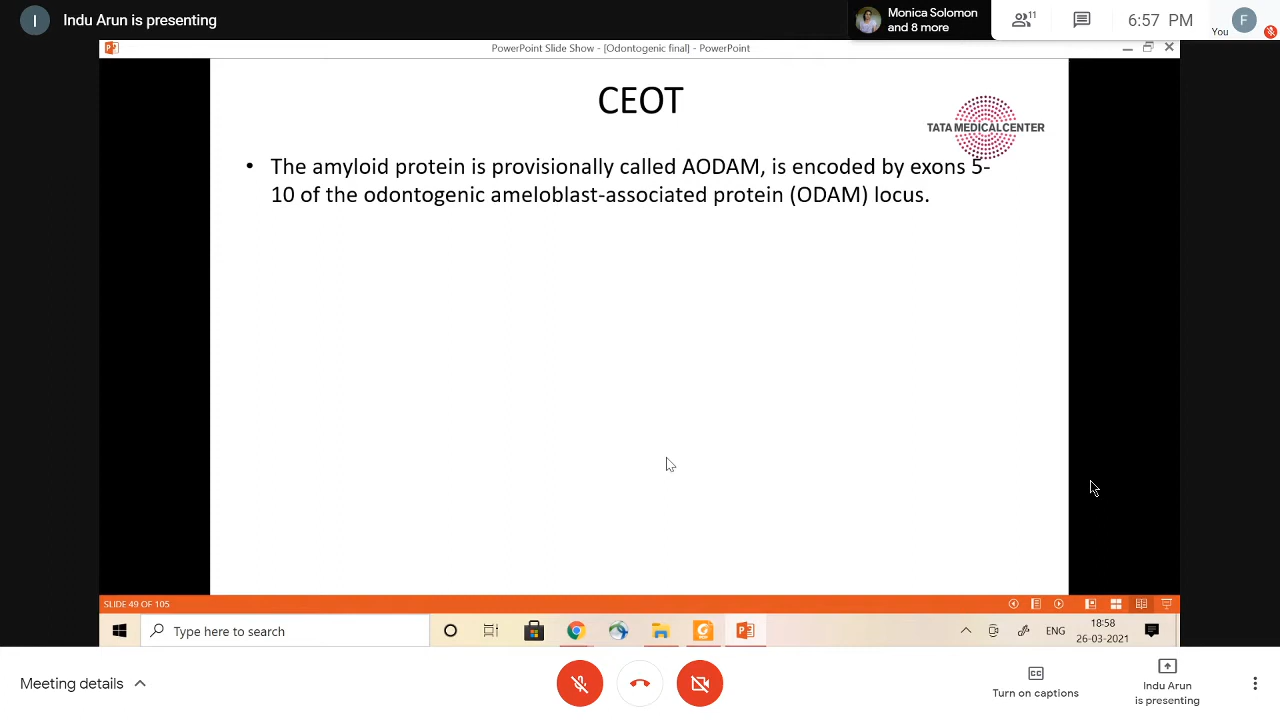 I
Indu Arun is presenting
Monica Solomon
and 8 more
11
6:57 PM
F
You
PowerPoint Slide Show - [Odontogenic final] - PowerPoint
CEOT
TATA MEDICAL CENTER
• The amyloid protein is provisionally called AODAM, is encoded by exons 5-
10 of the odontogenic ameloblast-associated protein (ODAM) locus.
SLIDE 49 OF 105
Type here to search
ENG
18:58
26-03-2021
Meeting details
Turn on captions
Indu Arun
is presenting